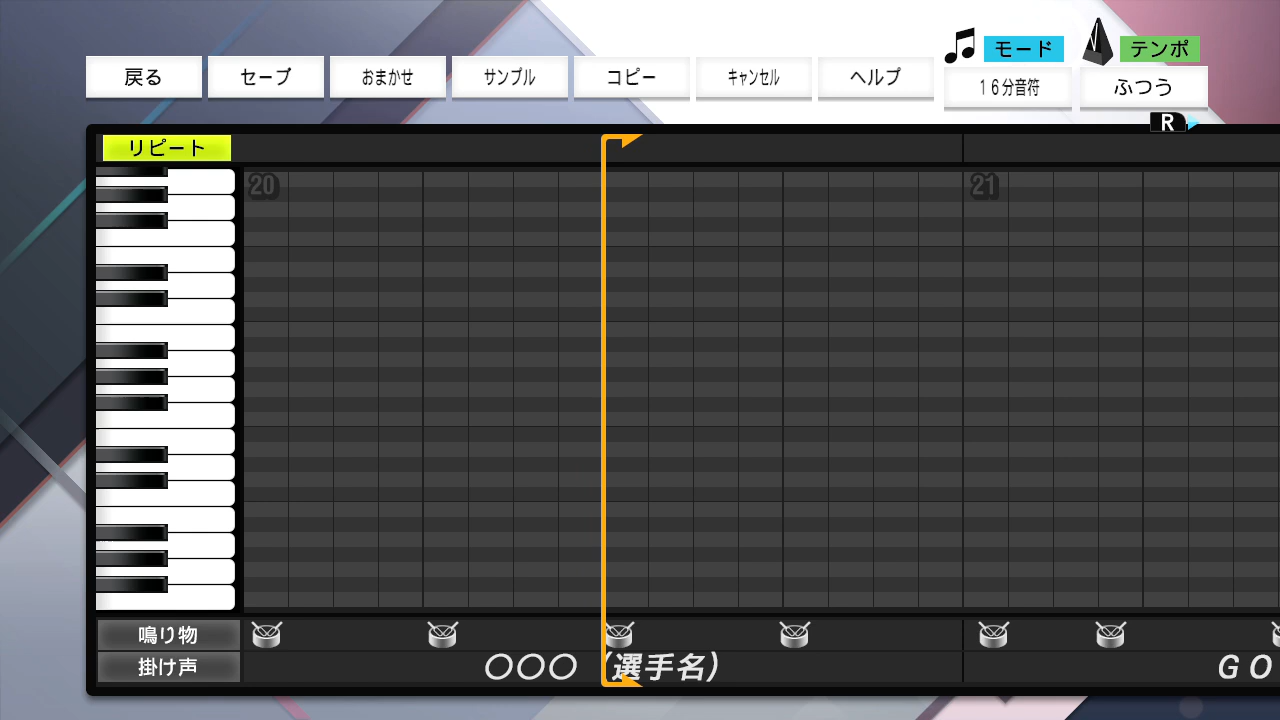 モード
テンポ
戻る
セーブ
おまかせ
サンプル
コピー
キャンセル
ヘルプ
16分音符
ふつう
R
リピート
20
21
鳴り物
掛け声
〇〇〇 (選手名)
GO